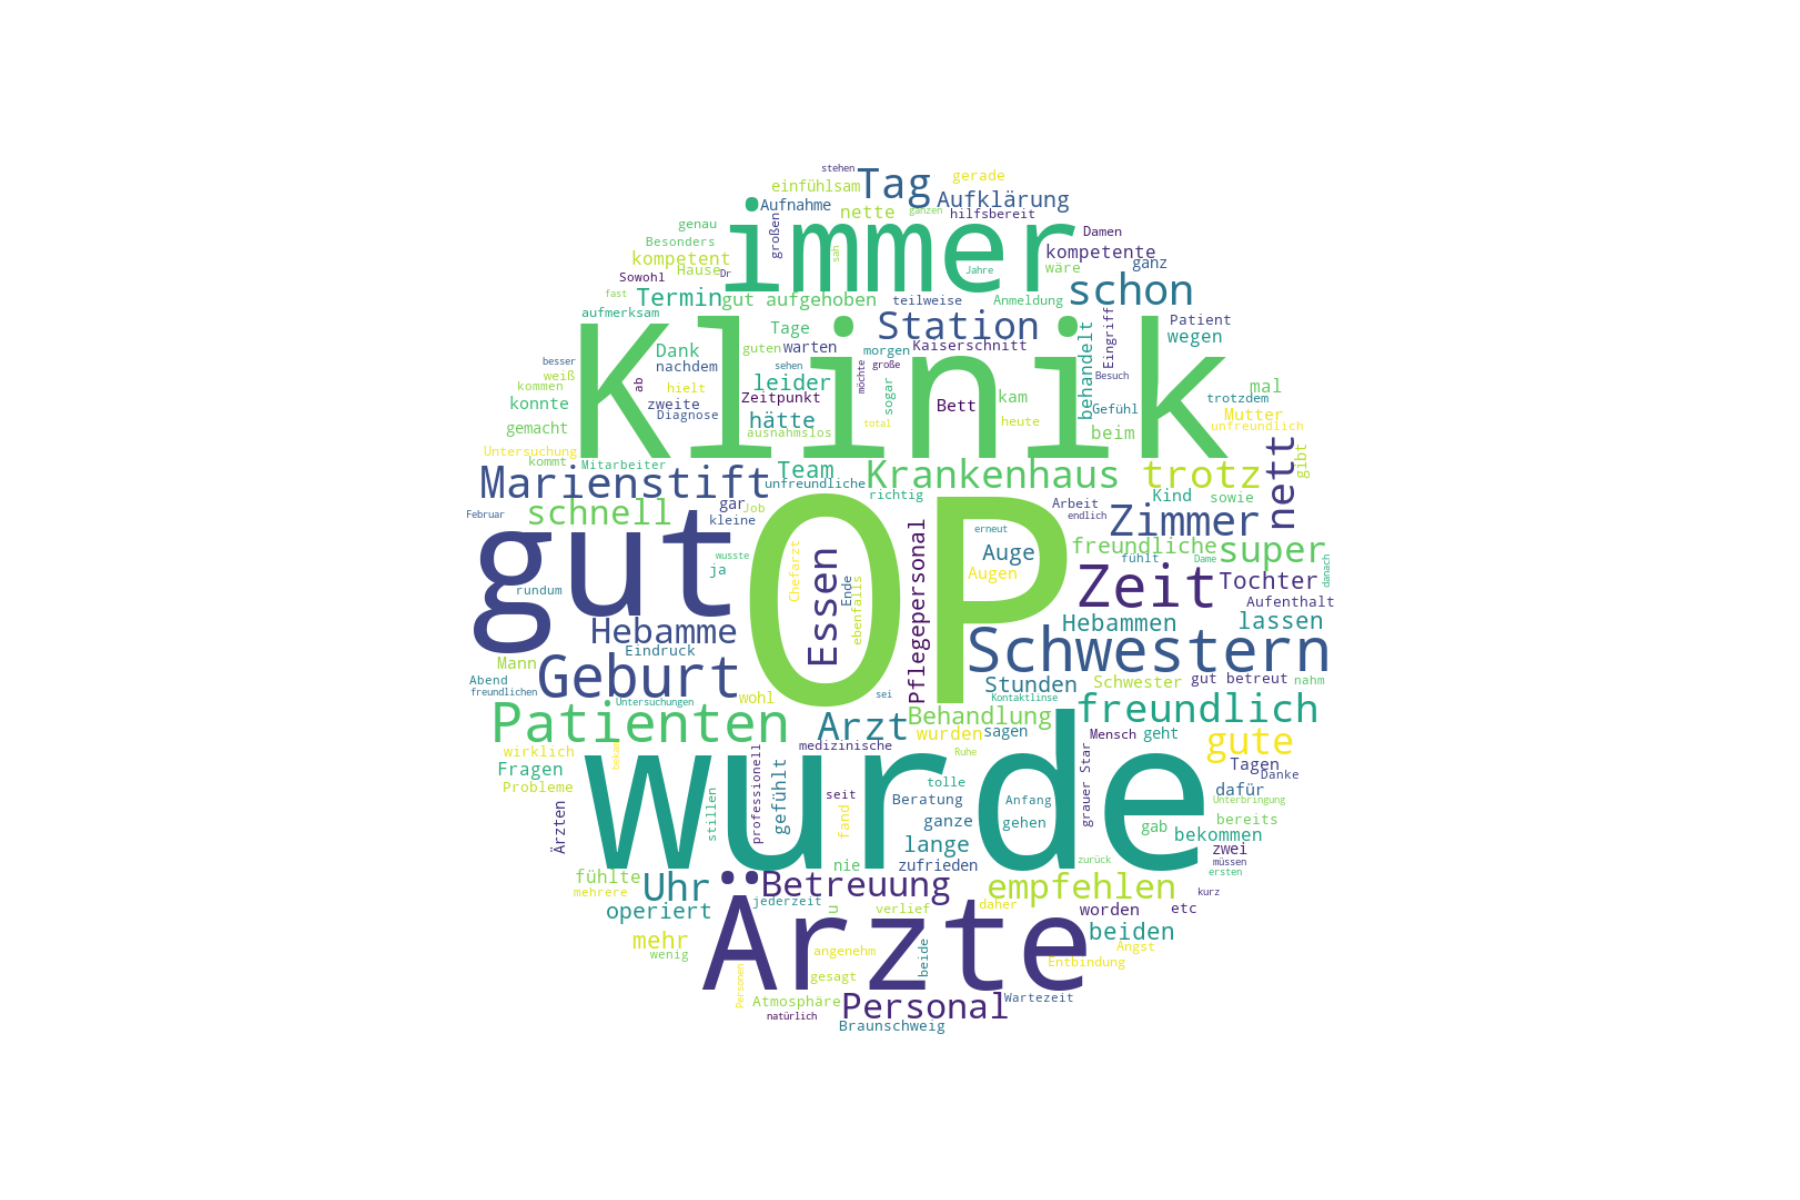 stehen
einfühlsam Tag gerade
Aufnahme nette ganzen hilfsbereit Aufklärung
genau großen immer Damen
Besonders kompetent sah kompetente
Sowohl Hause Dr Jahre wäre ganz
fast Termin gut aufgehoben teilweise Anmeldung schon
aufmerksam Tage Station Eingriff Patient
Klinik
Dank guten warten morgen Kaiserschnitt behandelt wegen
besser nachdem sehen möchte große Besuch
weiß ab hielt leider sogar mal
kommen zweite Zeitpunkt Bett kam Gefühl trotzdem
konnte Diagnose hätte total heute Mutter
gemacht ausnahmslos beim unfreundlich
Untersuchung
kommt Mitarbeiter Team Krankenhaus trotz nett gibt
Marienstift unfreundliche richtig Kind sowie
Februar schnell gar Job Arbeit
kleine endlich Zimmer
gut OP
erneut
wusste Chefarzt Essen Pflegepersonal Auge freundliche super
ja Augen fühlt Dame danach
rundum Ende Zeit Tochter
ebenfalls Aufenthalt
Hebamme Hebammen lassen
Eindruck Schwestern
Mann Geburt
Abend Stunden Schwester gut betreut nahm
freundlichen Untersuchungen wohl sei Kontaktlinse
Patienten Arzt Behandlung freundlich
wurden sagen Mensch geht gute
wirklich bekam medizinische Ruhe
Fragen professionell grauer Star Tagen Danke
Probleme wurde tolle dafür
stillen gefühlt seit Beratung Anfang Unterbringung
Ärzten fand ganze gehen gab bereits
lange bekommen
zwei
nie zufrieden zurück müssen
fühlte ersten
mehrere Uhr Betreuung empfehlen kurz
operiert jederzeit u verlief daher worden etc
Ärzte
mehr beiden
wenig angenehm beide Angst
Personen gesagt Entbindung
Atmosphäre Personal Wartezeit
natürlich
Braunschweig